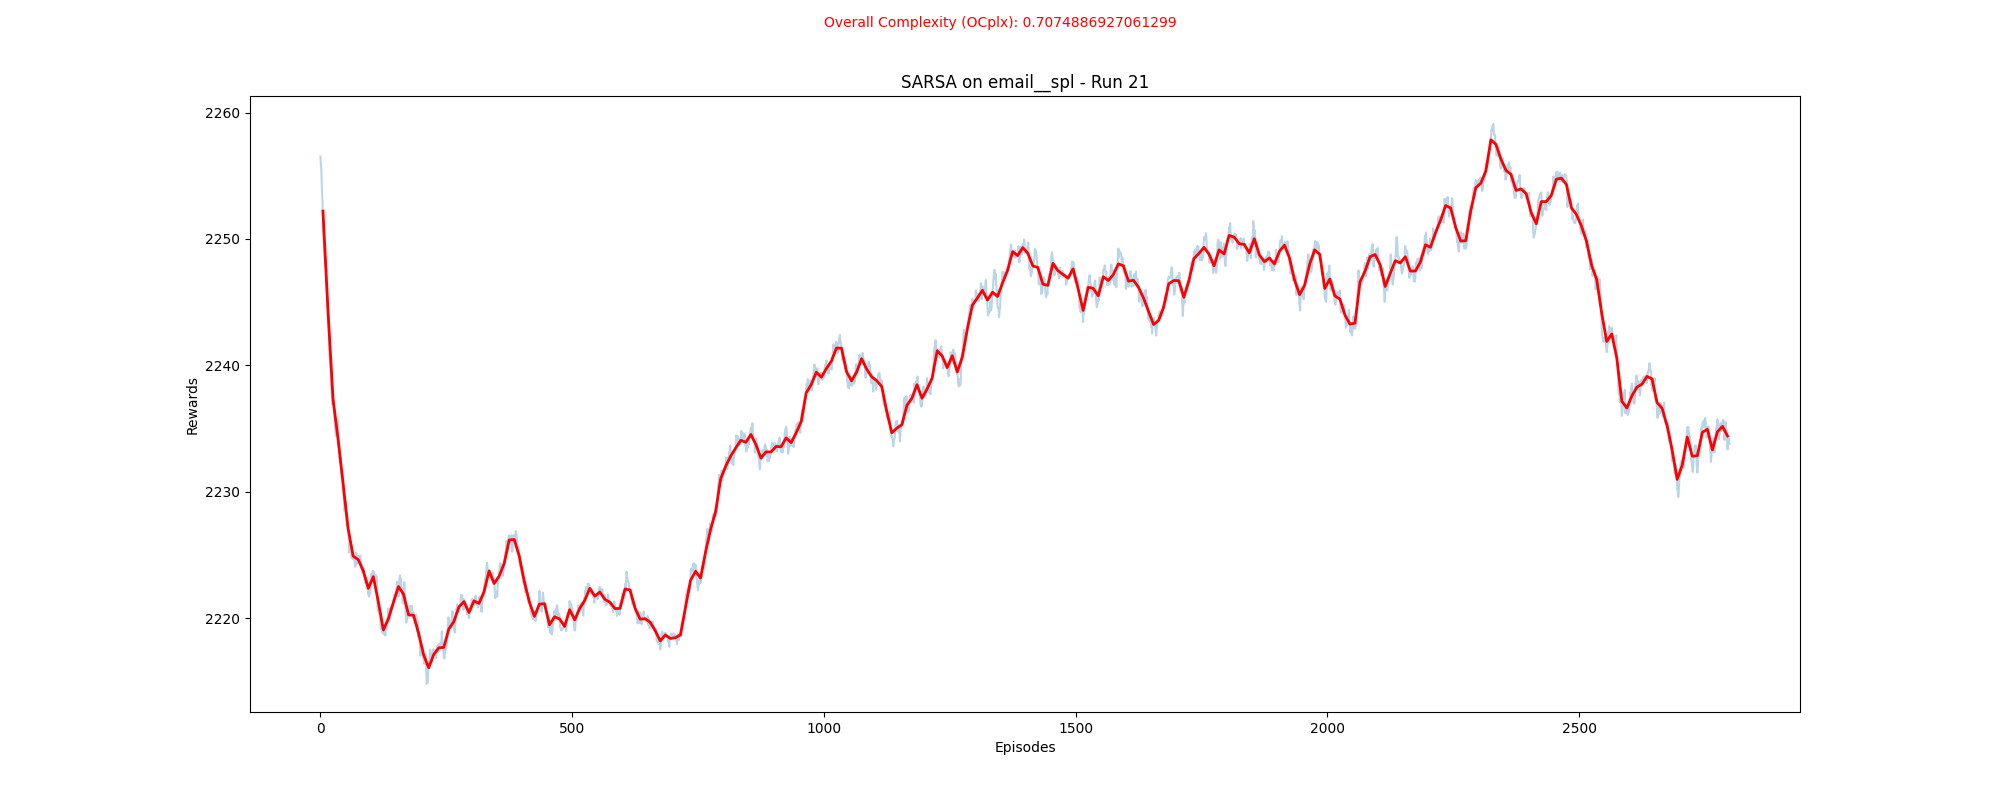 Overall Complexity (OCplx): 0.7074886927061299
SARSA on email__spl - Run 21
2260
2250
2240
2230
2220
Rewards
0 500 1000 1500 2000 2500
Episodes